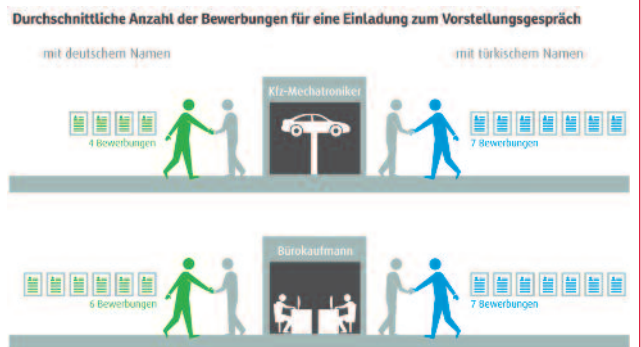 Durchschnittliche Anzahl der Bewerbungen für eine Einladung zum Vorstellungsgespräch
mit deutschem Namen
mit türkischem Namen
Kfz-Mechatroniker
4 Bewerbungen
7 Bewerbungen
Bürokaufmann
6 Bewerbungen
7 Bewerbungen